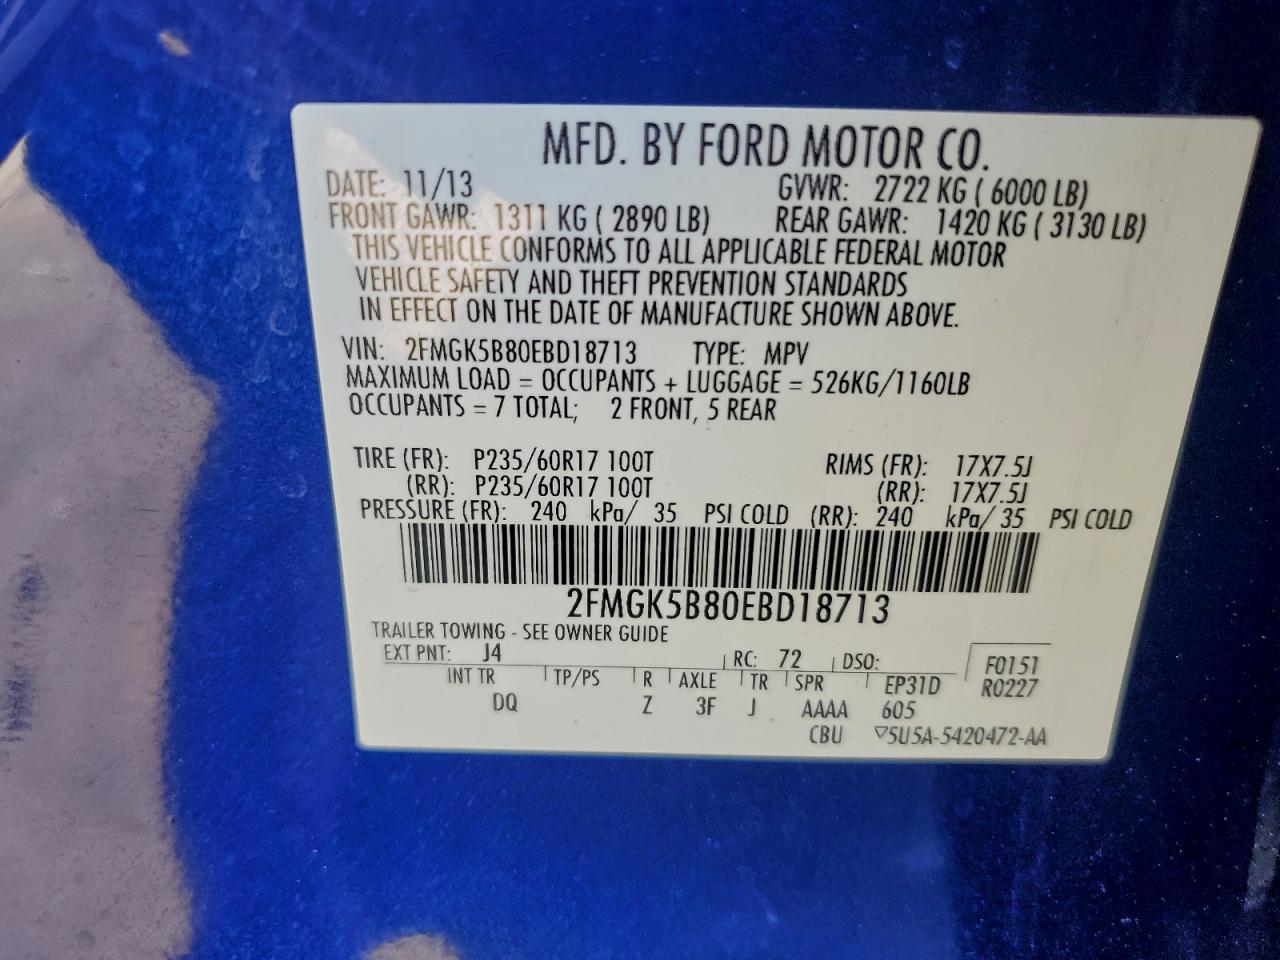 MFD. BY FORD MOTOR CO.
DATE: 11/13 GVWR: 2722 KG ( 6000 LB)
FRONT GAWR: 1311 KG ( 2890 LB) REAR GAWR: 1420 KG ( 3130 LB)
THIS VEHICLE CONFORMS TO ALL APPLICABLE FEDERAL MOTOR
VEHICLE SAFETY AND THEFT PREVENTION STANDARDS
IN EFFECT ON THE DATE OF MANUFACTURE SHOWN ABOVE.
VIN: 2FMGK5B80EBD18713 TYPE: MPV
MAXIMUM LOAD = OCCUPANTS + LUGGAGE = 526KG/1160LB
OCCUPANTS = 7 TOTAL; 2 FRONT, 5 REAR
TIRE (FR): P235/60R17 100T RIMS (FR): 17X7.5J
(RR): P235/60R17 100T (RR): 17X7.5J
PRESSURE (FR): 240 kPa/ 35 PSI COLD (RR): 240 kPa/ 35 PSI COLD
2FMGK5B80EBD18713
TRAILER TOWING - SEE OWNER GUIDE
EXT PNT: J4 RC: 72 DSO: F0151
INT TR TP/PS R AXLE TR SPR EP31D R0227
DQ Z 3F J AAAA 605
CBU ▽5U5A-5420472-AA